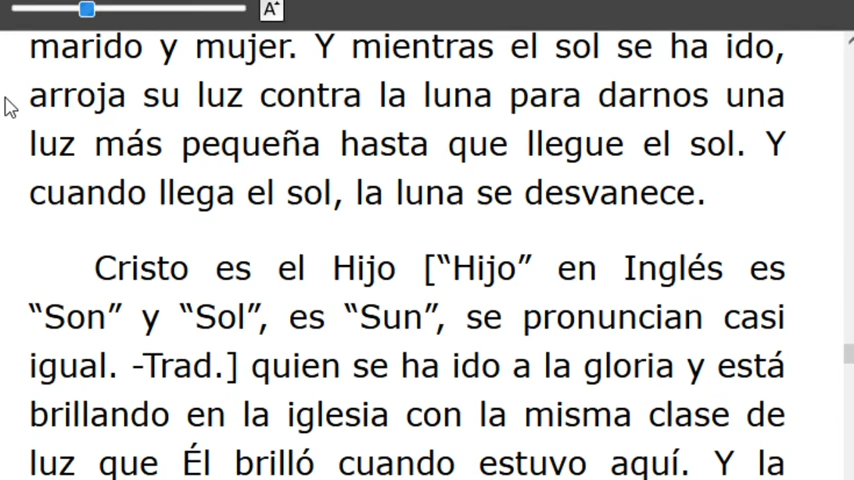 A
marido y mujer. Y mientras el sol se ha ido,
arroja su luz contra la luna para darnos una
luz más pequeña hasta que llegue el sol. Y
cuando llega el sol, la luna se desvanece.
Cristo es el Hijo [“Hijo” en Inglés es
“Son” y “Sol”, es “Sun”, se pronuncian casi
igual. -Trad.] quien se ha ido a la gloria y está
brillando en la iglesia con la misma clase de
luz que Él brilló cuando estuvo aquí. Y la